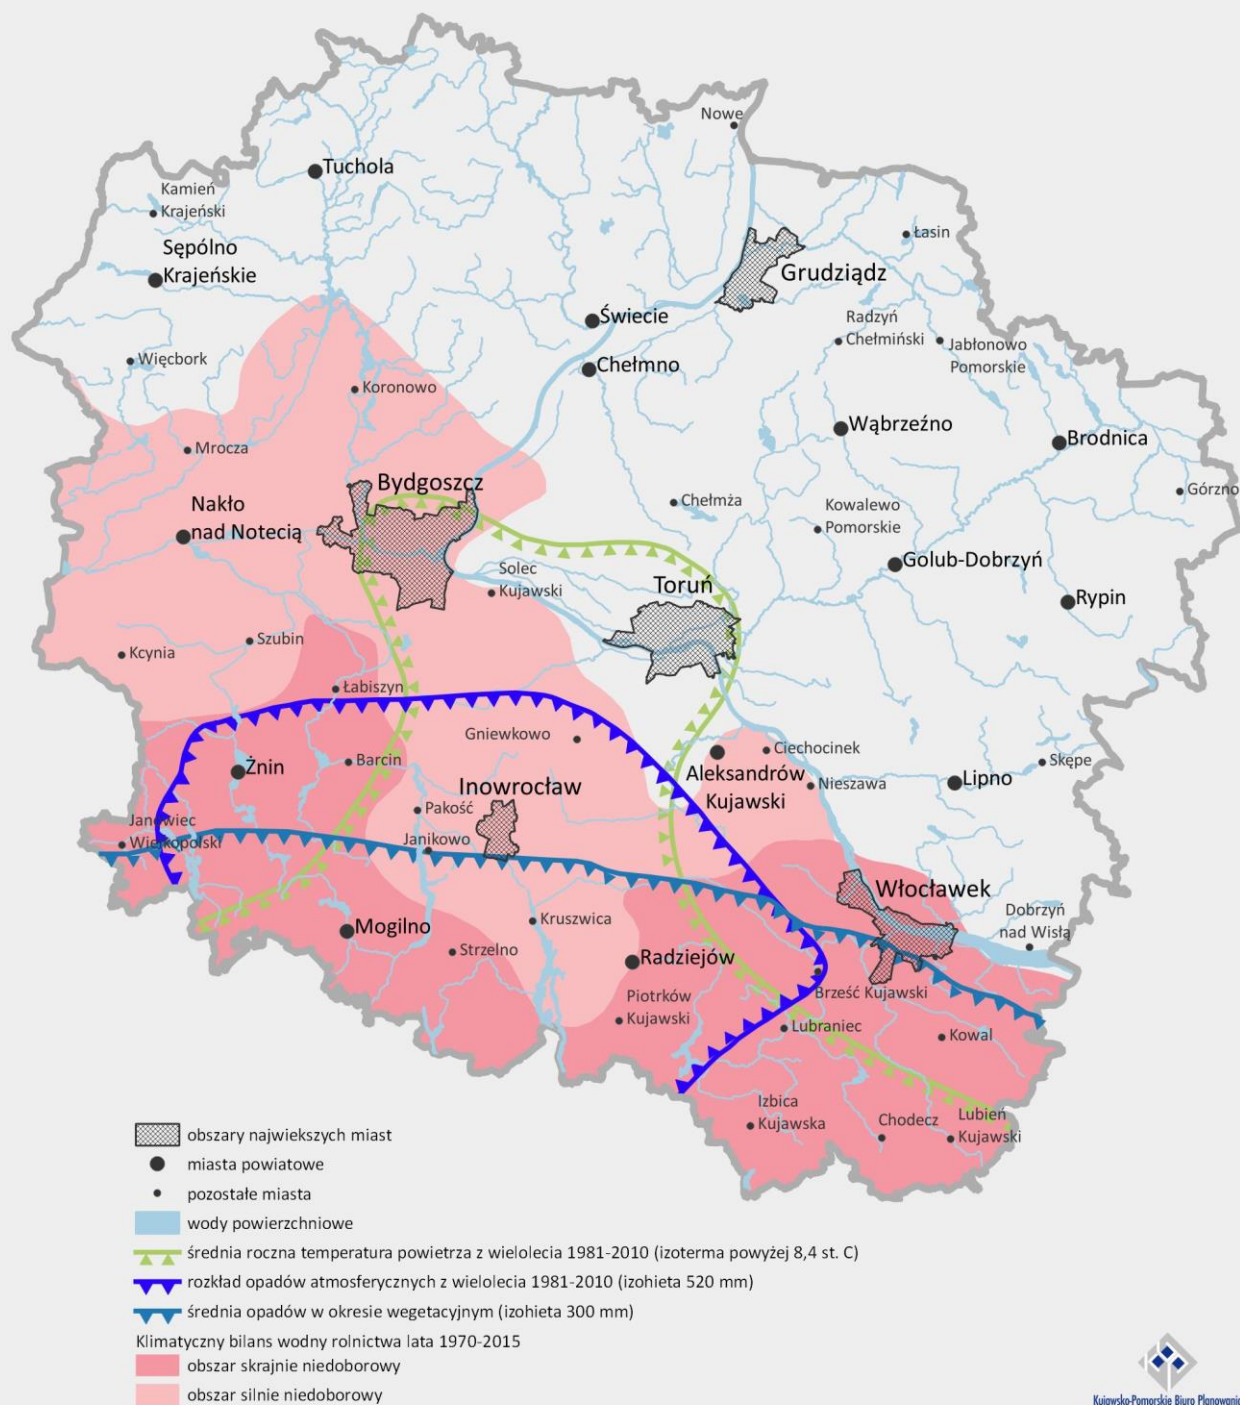 Nowe
Tuchola
Kamień
Krajeński
Sępólno
Krajeńskie
Łasin
Grudziądz
Świecie
Radzyń
Chełmiński
Jabłonowo
Pomorskie
Więcbork
Chełmno
Koronowo
Wąbrzeźno
Brodnica
Mrocza
Bydgoszcz
Górzno
Nakło
nad Notecią
Chełmża
Kowalewo
Pomorskie
Golub-Dobrzyń
Solec
Kujawski
Toruń
Rypin
Szubin
Kcynia
Łabiszyn
Gniewkowo
Ciechocinek
Żnin
Barcin
Aleksandrów
Kujawski
Nieszawa
Lipno
Skępe
Inowrocław
Pakość
Janowiec
Wielkopolski
Janikowo
Włocławek
Dobrzyń
nad Wisłą
Mogilno
Kruszwica
Strzelno
Radziejów
Piotrków
Kujawski
Brześć Kujawski
Lubraniec
Kowal
Izbica
Kujawska
Chodecz
Lubień
Kujawski
obszary najwiekszych miast
miasta powiatowe
pozostałe miasta
wody powierzchniowe
średnia roczna temperatura powietrza z wielolecia 1981-2010 (izoterma powyżej 8,4 st. C)
rozkład opadów atmosferycznych z wielolecia 1981-2010 (izohieta 520 mm)
średnia opadów w okresie wegetacyjnym (izohieta 300 mm)
Klimatyczny bilans wodny rolnictwa lata 1970-2015
obszar skrajnie niedoborowy
obszar silnie niedoborowy
Kujawsko-Pomorskie Biuro Planowania